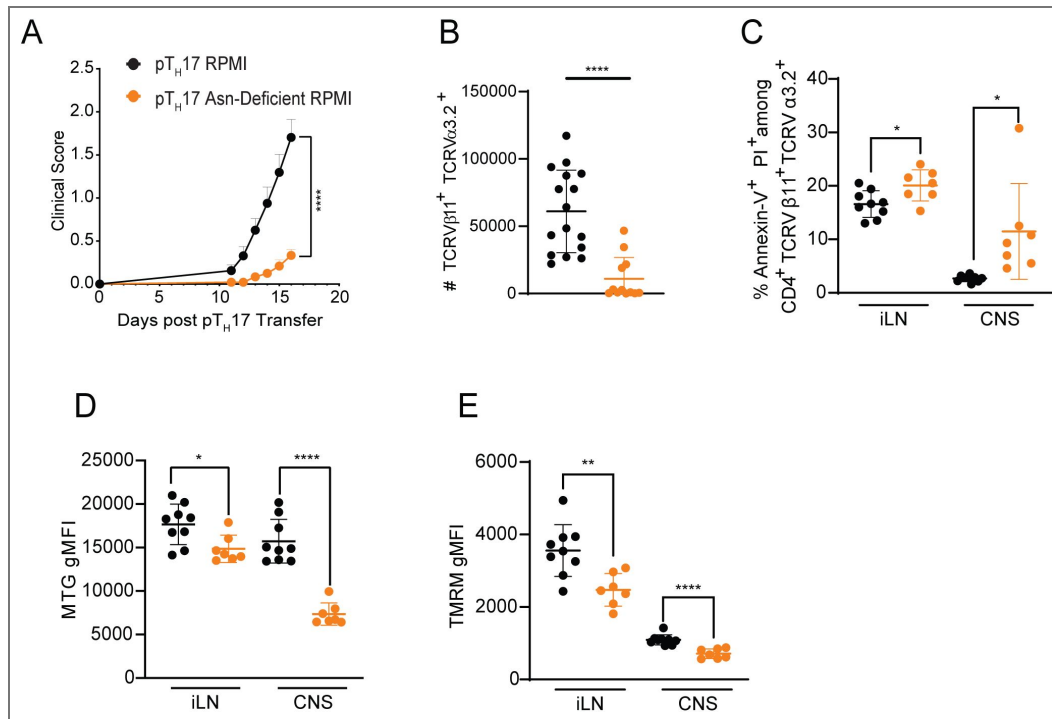 A
pTH17 RPMI
pTH17 Asn-Deficient RPMI
Clinical Score
2.5
2.0
1.5
1.0
0.5
0.0
****
0
5
10
15
20
Days post pTH17 Transfer
B
****
# TCRVβ11+ TCRVα3.2+
150000
100000
50000
0
C
% Annexin-V+ PI+among
CD4+ TCRV β11+TCRV α3.2+
40
30
20
10
0
*
*
iLN
CNS
D
MTG gMFI
25000
20000
15000
10000
5000
0
*
****
iLN
CNS
E
TMRM gMFI
6000
4000
2000
0
**
****
iLN
CNS